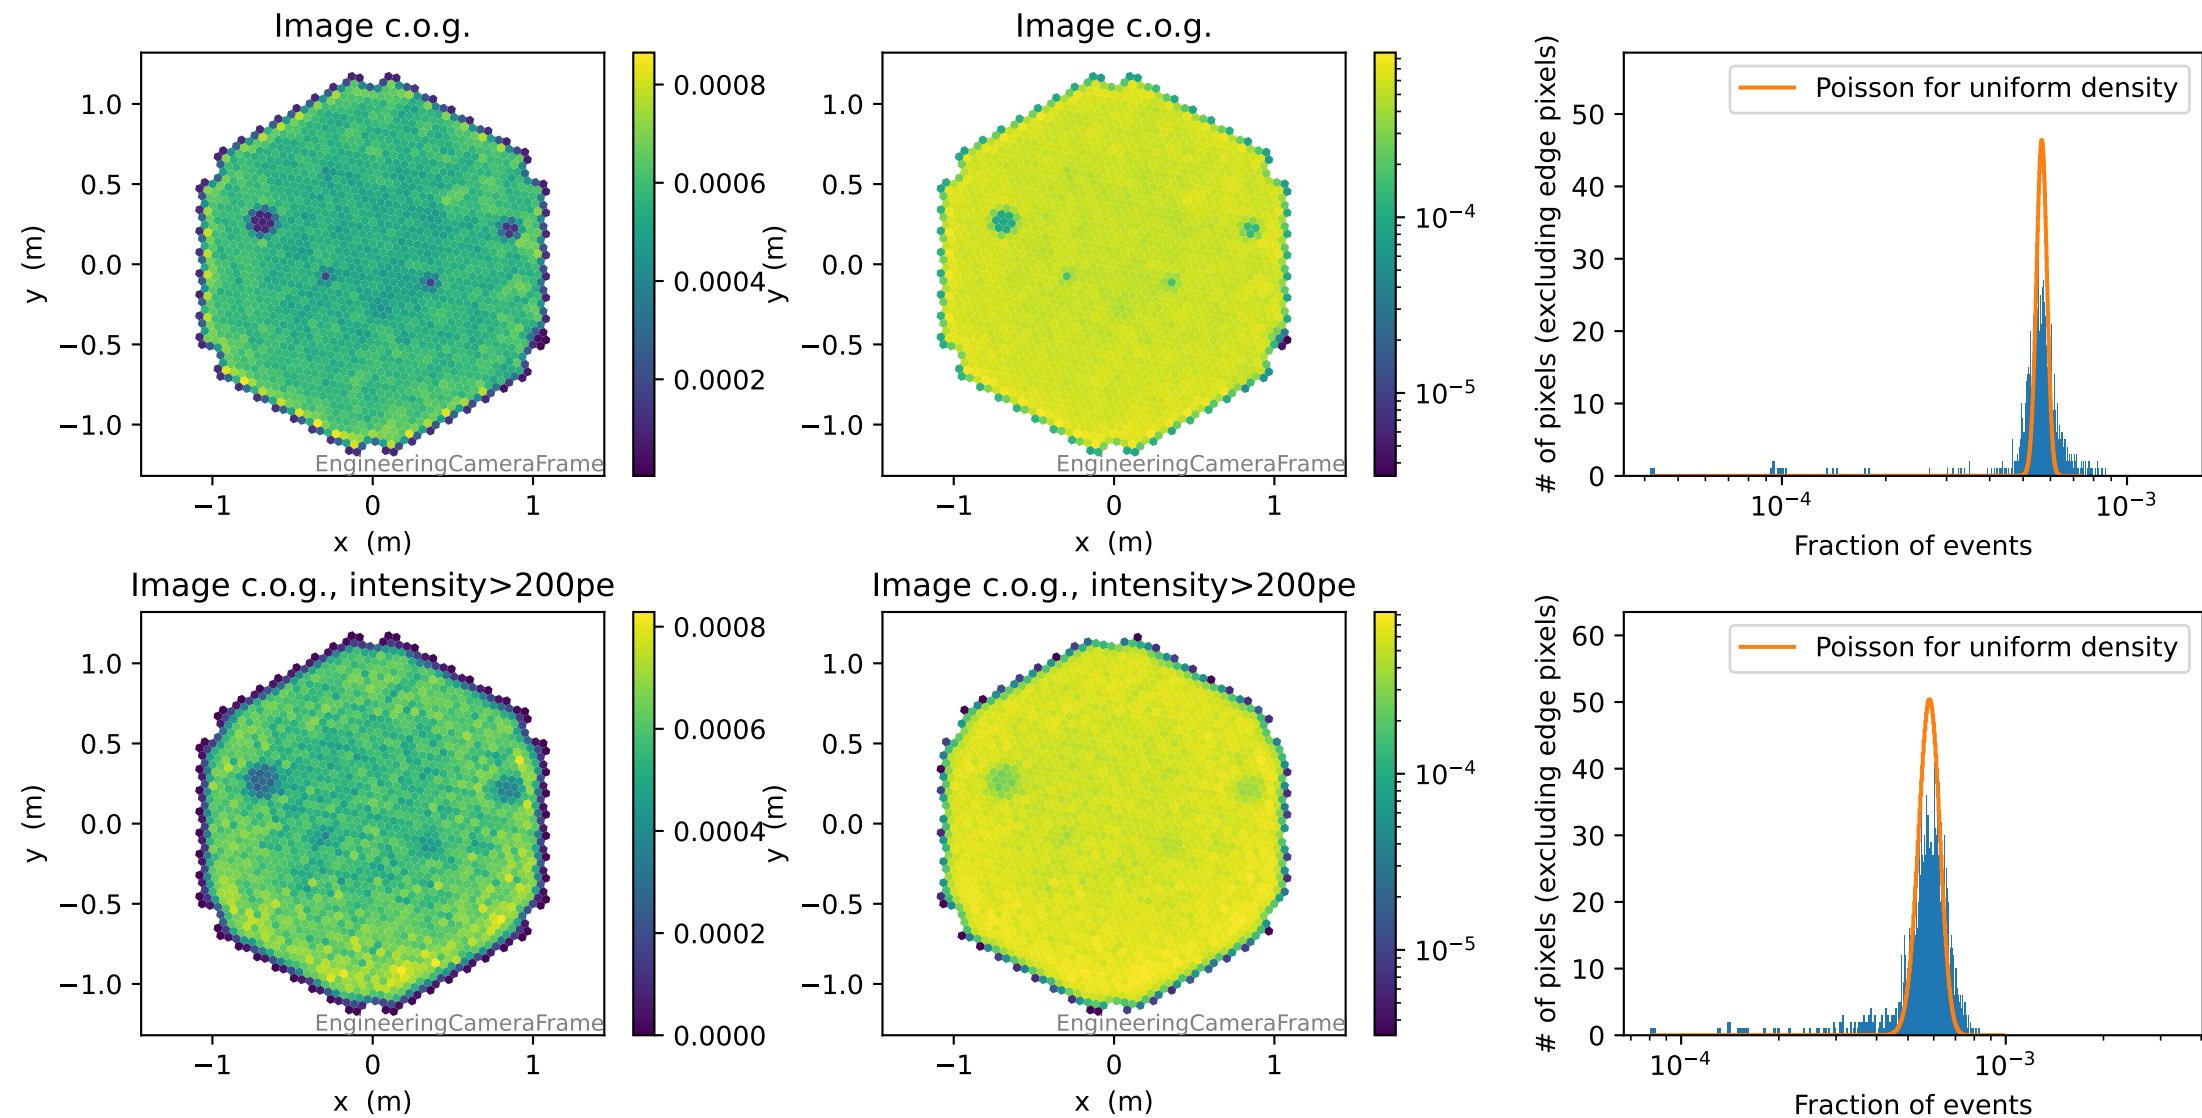 Image c.o.g.
1.0
0.5
0.0
−0.5
−1.0
y (m)
−1
0
1
x (m)
EngineeringCameraFrame
0.0008
0.0006
0.0004
0.0002
Image c.o.g.
1.0
0.5
0.0
−0.5
−1.0
y (m)
−1
0
1
x (m)
EngineeringCameraFrame
10⁻⁴
10⁻⁵
Poisson for uniform density
# of pixels (excluding edge pixels)
50
40
30
20
10
0
10⁻⁴
10⁻³
Fraction of events
Image c.o.g., intensity>200pe
1.0
0.5
0.0
−0.5
−1.0
y (m)
−1
0
1
x (m)
EngineeringCameraFrame
0.0008
0.0006
0.0004
0.0002
0.0000
Image c.o.g., intensity>200pe
1.0
0.5
0.0
−0.5
−1.0
y (m)
−1
0
1
x (m)
EngineeringCameraFrame
10⁻⁴
10⁻⁵
Poisson for uniform density
# of pixels (excluding edge pixels)
60
50
40
30
20
10
0
10⁻⁴
10⁻³
Fraction of events